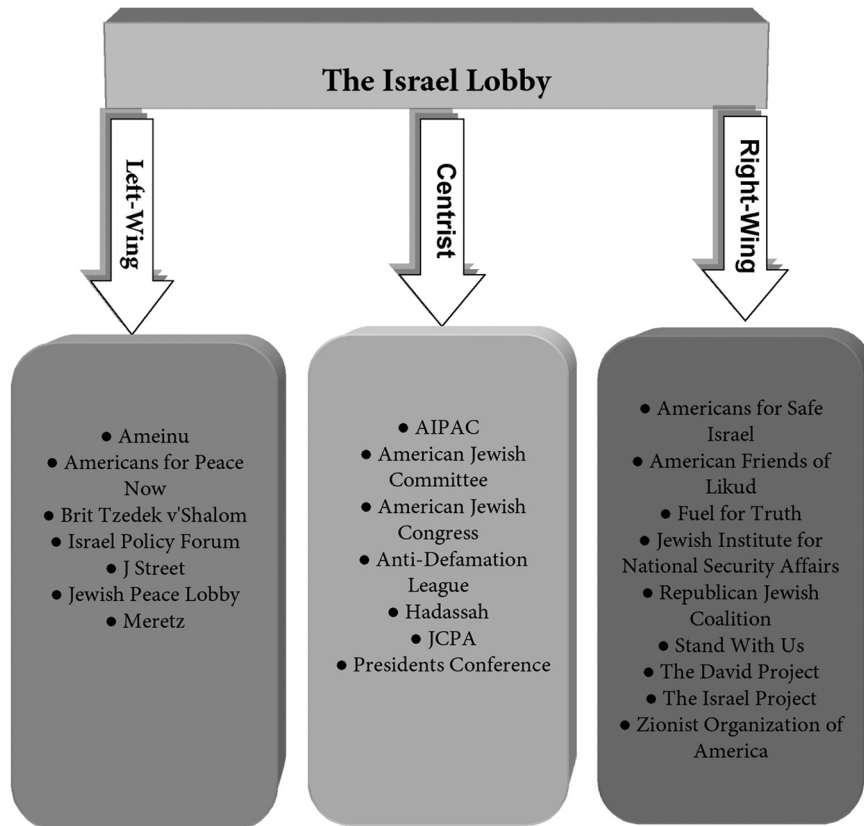 The Israel Lobby
Left-Wing
Centrist
Right-Wing
• Ameinu
• Americans for Peace
Now
• Brit Tzedek v'Shalom
• Israel Policy Forum
• J Street
• Jewish Peace Lobby
• Meretz
• AIPAC
• American Jewish
Committee
• American Jewish
Congress
• Anti-Defamation
League
• Hadassah
• JCPA
• Presidents Conference
• Americans for Safe
Israel
• American Friends of
Likud
• Fuel for Truth
• Jewish Institute for
National Security Affairs
• Republican Jewish
Coalition
• Stand With Us
• The David Project
• The Israel Project
• Zionist Organization of
America